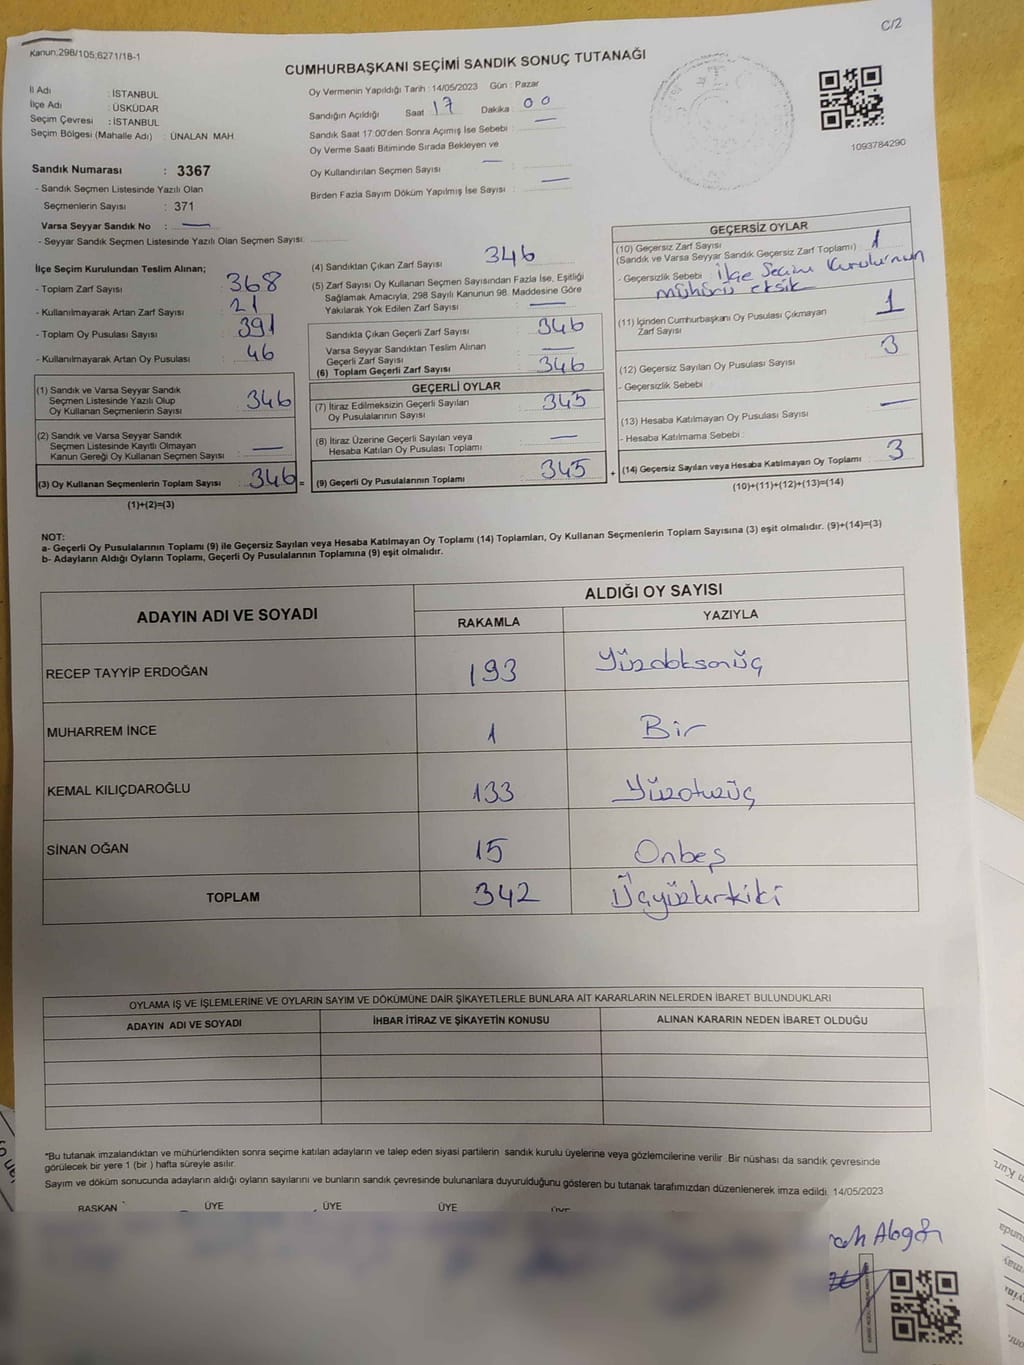 C/2
Kanun;298/105;6271/18-1
CUMHURBAŞKANI SEÇİMİ SANDIK SONUÇ TUTANAĞI
İl Adı : İSTANBUL
İlçe Adı : ÜSKÜDAR
Seçim Çevresi : İSTANBUL
Seçim Bölgesi (Mahalle Adı) : ÜNALAN MAH.
Oy Vermenin Yapıldığı Tarih : 14/05/2023 Gün : Pazar
Sandığın Açıldığı Saat 17 Dakika : 00
Sandık Saat 17:00'den Sonra Açımış İse Sebebi : —
Oy Verme Saati Bitiminde Sırada Bekleyen ve
Oy Kullandırılan Seçmen Sayısı : —
Birden Fazla Sayım Döküm Yapılmış İse Sayısı : —
1093784290
Sandık Numarası : 3367
- Sandık Seçmen Listesinde Yazılı Olan
Seçmenlerin Sayısı : 371
Varsa Seyyar Sandık No : —
- Seyyar Sandık Seçmen Listesinde Yazılı Olan Seçmen Sayısı:
İlçe Seçim Kurulundan Teslim Alınan;
- Toplam Zarf Sayısı : 368
- Kullanılmayarak Artan Zarf Sayısı : 21
- Toplam Oy Pusulası Sayısı : 391
- Kullanılmayarak Artan Oy Pusulası : 46
(1) Sandık ve Varsa Seyyar Sandık
Seçmen Listesinde Yazılı Olup
Oy Kullanan Seçmenlerin Sayısı : 346
(2) Sandık ve Varsa Seyyar Sandık
Seçmen Listesinde Kayıtlı Olmayan
Kanun Gereği Oy Kullanan Seçmen Sayısı : —
(3) Oy Kullanan Seçmenlerin Toplam Sayısı : 346 =
(1)+(2)=(3)
(4) Sandıktan Çıkan Zarf Sayısı 346
(5) Zarf Sayısı Oy Kullanan Seçmen Sayısından Fazla İse, Eşitliği
Sağlamak Amacıyla, 298 Sayılı Kanunun 98. Maddesine Göre
Yakılarak Yok Edilen Zarf Sayısı : —
Sandıkta Çıkan Geçerli Zarf Sayısı : 346
Varsa Seyyar Sandıktan Teslim Alınan
Geçerli Zarf Sayısı : —
(6) Toplam Geçerli Zarf Sayısı : 346
GEÇERLİ OYLAR
(7) İtiraz Edilmeksizin Geçerli Sayılan
Oy Pusulalarının Sayısı : 345
(8) İtiraz Üzerine Geçerli Sayılan veya
Hesaba Katılan Oy Pusulası Toplamı : —
(9) Geçerli Oy Pusulalarının Toplamı : 345 +
GEÇERSİZ OYLAR
(10) Geçersiz Zarf Sayısı
(Sandık ve Varsa Seyyar Sandık Geçersiz Zarf Toplamı) : 1
- Geçersizlik Sebebi : İlçe Seçim Kurulu'nun
mühürü eksik
(11) İçinden Cumhurbaşkanı Oy Pusulası Çıkmayan
Zarf Sayısı : 1
(12) Geçersiz Sayılan Oy Pusulası Sayısı : 3
- Geçersizlik Sebebi
(13) Hesaba Katılmayan Oy Pusulası Sayısı : —
- Hesaba Katılmama Sebebi :
(14) Geçersiz Sayılan veya Hesaba Katılmayan Oy Toplamı : 3
(10)+(11)+(12)+(13)=(14)
NOT:
a- Geçerli Oy Pusulalarının Toplamı (9) ile Geçersiz Sayılan veya Hesaba Katılmayan Oy Toplamı (14) Toplamları, Oy Kullanan Seçmenlerin Toplam Sayısına (3) eşit olmalıdır. (9)+(14)=(3)
b- Adayların Aldığı Oyların Toplamı, Geçerli Oy Pusulalarının Toplamına (9) eşit olmalıdır.
ADAYIN ADI VE SOYADI
ALDIĞI OY SAYISI
RAKAMLA YAZIYLA
RECEP TAYYİP ERDOĞAN 193 Yüzdoksanüç
MUHARREM İNCE 1 Bir
KEMAL KILIÇDAROĞLU 133 Yüzotuzüç
SİNAN OĞAN 15 Onbeş
TOPLAM 342 Üçyüzkırkiki
OYLAMA İŞ VE İŞLEMLERİNE VE OYLARIN SAYIM VE DÖKÜMÜNE DAİR ŞİKAYETLERLE BUNLARA AİT KARARLARIN NELERDEN İBARET BULUNDUKLARI
ADAYIN ADI VE SOYADI İHBAR İTİRAZ VE ŞİKAYETİN KONUSU ALINAN KARARIN NEDEN İBARET OLDUĞU
*Bu tutanak imzalandıktan ve mühürlendikten sonra seçime katılan adayların ve talep eden siyasi partilerin sandık kurulu üyelerine veya gözlemcilerine verilir. Bir nüshası da sandık çevresinde
görülecek bir yere 1 (bir ) hafta süreyle asılır.
Sayım ve döküm sonucunda adayların aldığı oyların sayılarını ve bunların sandık çevresinde bulunanlara duyurulduğunu gösteren bu tutanak tarafımızdan düzenlenerek imza edildi. 14/05/2023
BAŞKAN ÜYE ÜYE ÜYE ÜYE